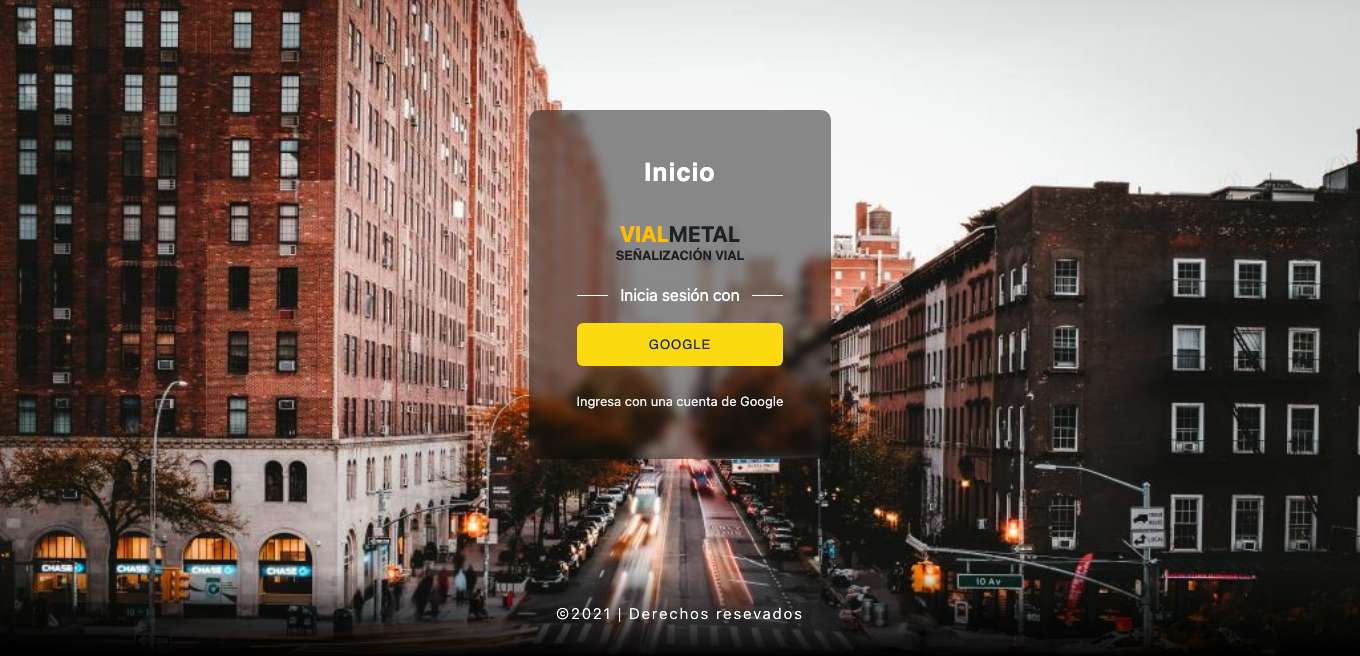 Inicio
VIALMETAL
SEÑALIZACIÓN VIAL
Inicia sesión con
GOOGLE
Ingresa con una cuenta de Google
CHASE
CHASE
CHASE
CHASE
LOCAL
10 Av
©2021 | Derechos resevados